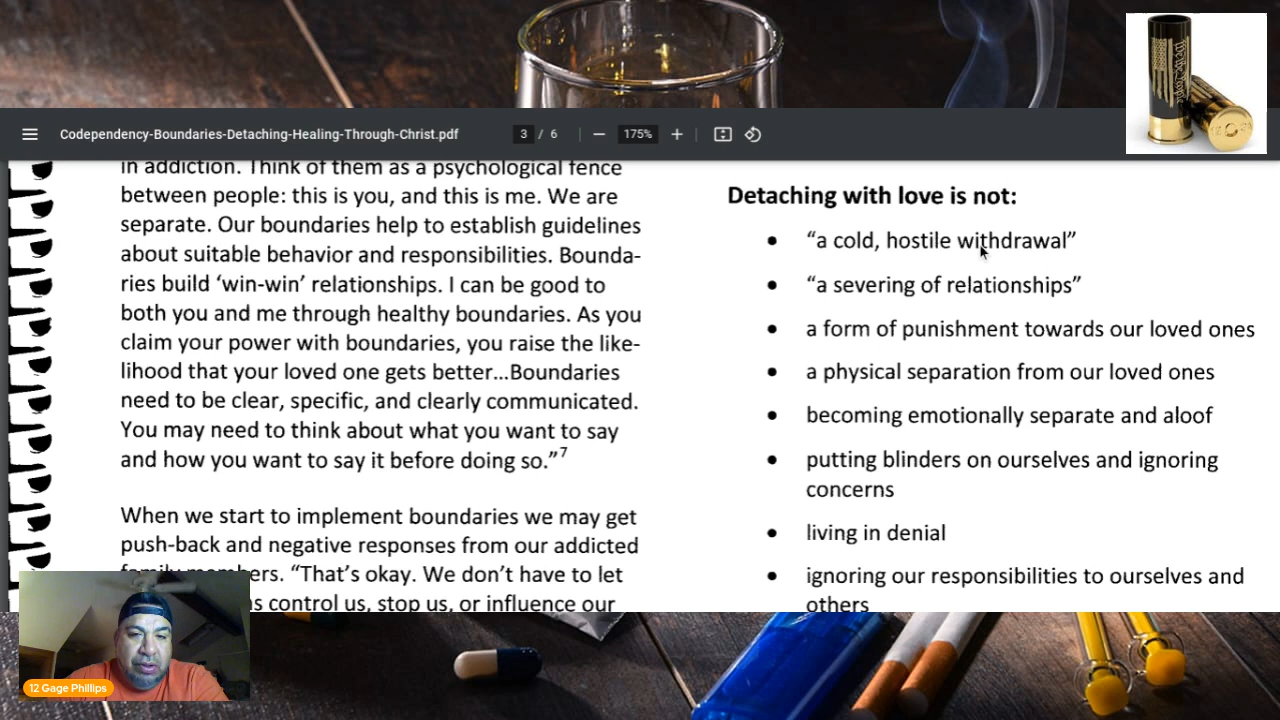 Codependency-Boundaries-Detaching-Healing-Through-Christ.pdf
3 / 6
175%
We the People
in addiction. Think of them as a psychological fence
between people: this is you, and this is me. We are
separate. Our boundaries help to establish guidelines
about suitable behavior and responsibilities. Bounda-
ries build ‘win-win’ relationships. I can be good to
both you and me through healthy boundaries. As you
claim your power with boundaries, you raise the like-
lihood that your loved one gets better...Boundaries
need to be clear, specific, and clearly communicated.
You may need to think about what you want to say
and how you want to say it before doing so.”7
When we start to implement boundaries we may get
push-back and negative responses from our addicted
family members. “That’s okay. We don’t have to let
control us, stop us, or influence our
Detaching with love is not:
• “a cold, hostile withdrawal”
• “a severing of relationships”
• a form of punishment towards our loved ones
• a physical separation from our loved ones
• becoming emotionally separate and aloof
• putting blinders on ourselves and ignoring
concerns
• living in denial
• ignoring our responsibilities to ourselves and
others
12 Gage Phillips